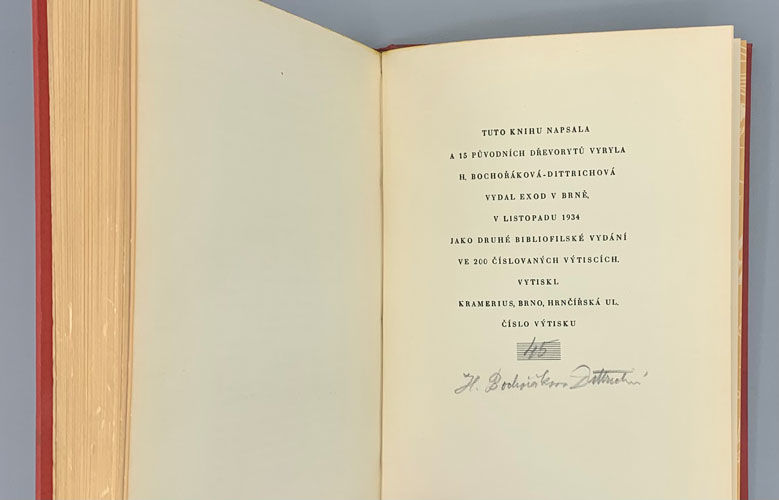 TUTO KNIHU NAPSALA
A 15 PŮVODNÍCH DŘEVORYTŮ VYRYLA
H. BOCHOŘÁKOVÁ-DITTRICHOVÁ
VYDAL EXOD V BRNĚ,
V LISTOPADU 1934
JAKO DRUHÉ BIBLIOFILSKÉ VYDÁNÍ
VE 200 ČÍSLOVANÝCH VÝTISCÍCH.
VYTISKL
KRAMERIUS, BRNO, HRNČÍŘSKÁ UL.
ČÍSLO VÝTISKU
45
H. Bochořáková Dittrichová